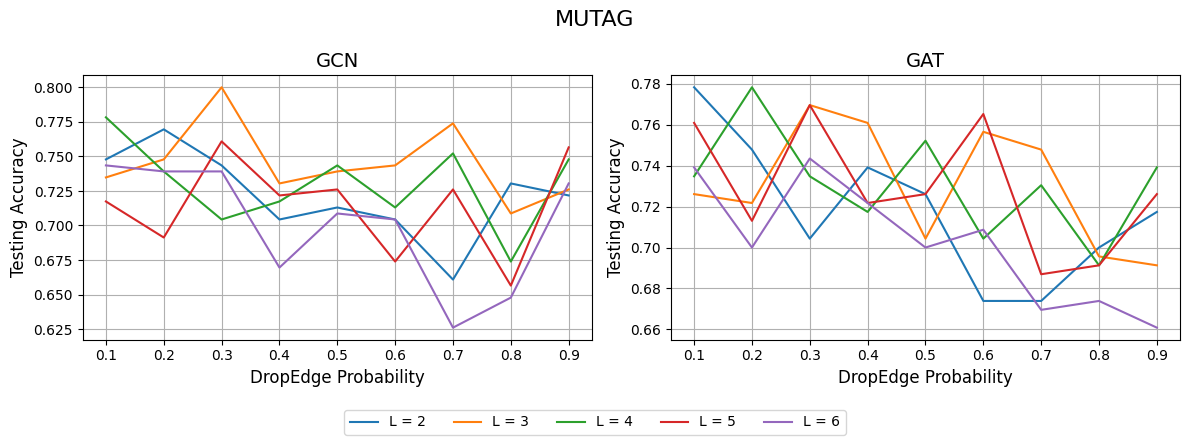 MUTAG
GCN
Testing Accuracy
0.800
0.775
0.750
0.725
0.700
0.675
0.650
0.625
0.1 0.2 0.3 0.4 0.5 0.6 0.7 0.8 0.9
DropEdge Probability
GAT
Testing Accuracy
0.78
0.76
0.74
0.72
0.70
0.68
0.66
0.1 0.2 0.3 0.4 0.5 0.6 0.7 0.8 0.9
DropEdge Probability
L = 2 L = 3 L = 4 L = 5 L = 6